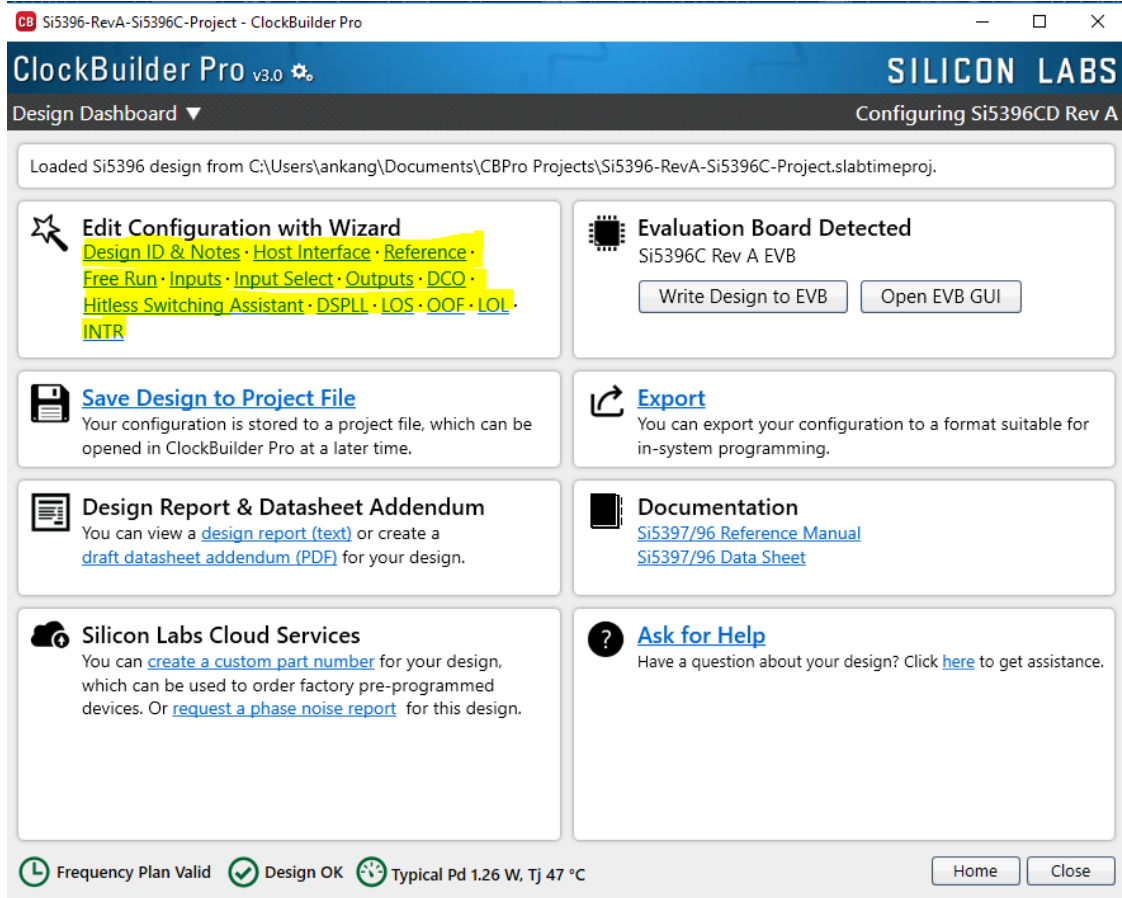 CB Si5396-RevA-Si5396C-Project - ClockBuilder Pro
ClockBuilder Pro v3.0
SILICON LABS
Design Dashboard ▼
Configuring Si5396CD Rev A
Loaded Si5396 design from C:\Users\ankang\Documents\CBPro Projects\Si5396-RevA-Si5396C-Project.slabtimeproj.
Edit Configuration with Wizard
Design ID & Notes · Host Interface · Reference ·
Free Run · Inputs · Input Select · Outputs · DCO ·
Hitless Switching Assistant · DSPLL · LOS · OOF · LOL ·
INTR
Evaluation Board Detected
Si5396C Rev A EVB
Write Design to EVB
Open EVB GUI
Save Design to Project File
Your configuration is stored to a project file, which can be
opened in ClockBuilder Pro at a later time.
Export
You can export your configuration to a format suitable for
in-system programming.
Design Report & Datasheet Addendum
You can view a design report (text) or create a
draft datasheet addendum (PDF) for your design.
Documentation
Si5397/96 Reference Manual
Si5397/96 Data Sheet
Silicon Labs Cloud Services
You can create a custom part number for your design,
which can be used to order factory pre-programmed
devices. Or request a phase noise report for this design.
? Ask for Help
Have a question about your design? Click here to get assistance.
Frequency Plan Valid
Design OK
Typical Pd 1.26 W, Tj 47 °C
Home
Close